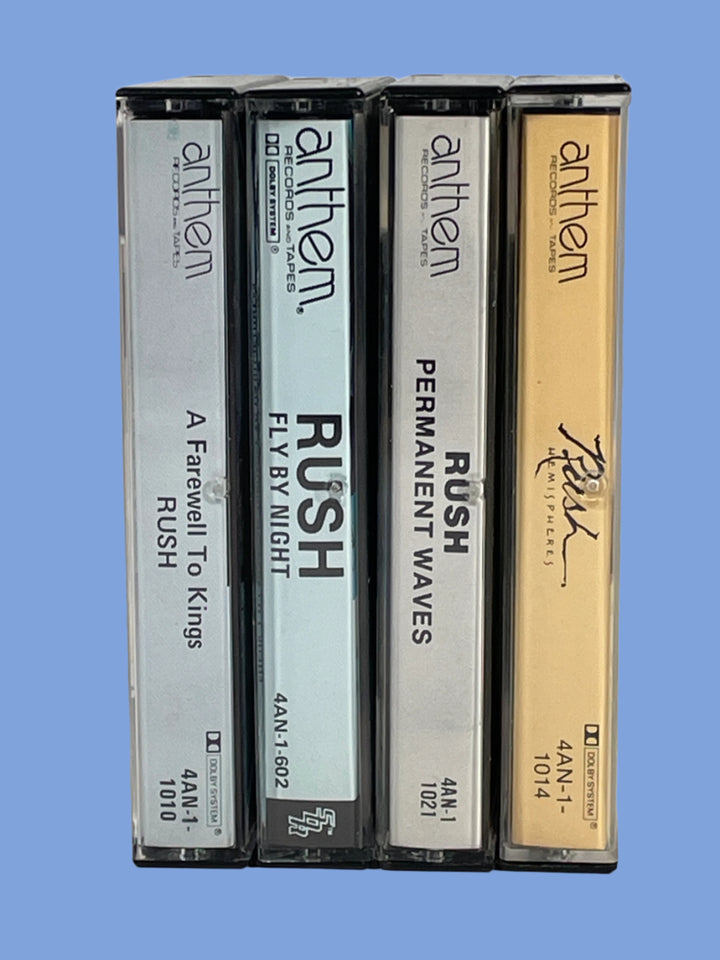 anthem
RECORDS AND TAPES
A Farewell To Kings
RUSH
DOLBY SYSTEM ®
4AN-1-
1010
anthem®
RECORDS AND TAPES
DOLBY SYSTEM ®
RUSH
FLY BY NIGHT
4AN-1-602
SDR™
anthem
RECORDS AND TAPES
RUSH
PERMANENT WAVES
4AN-1
1021
anthem
RECORDS AND TAPES
Rush
HEMISPHERES
DOLBY SYSTEM ®
4AN-1-
1014